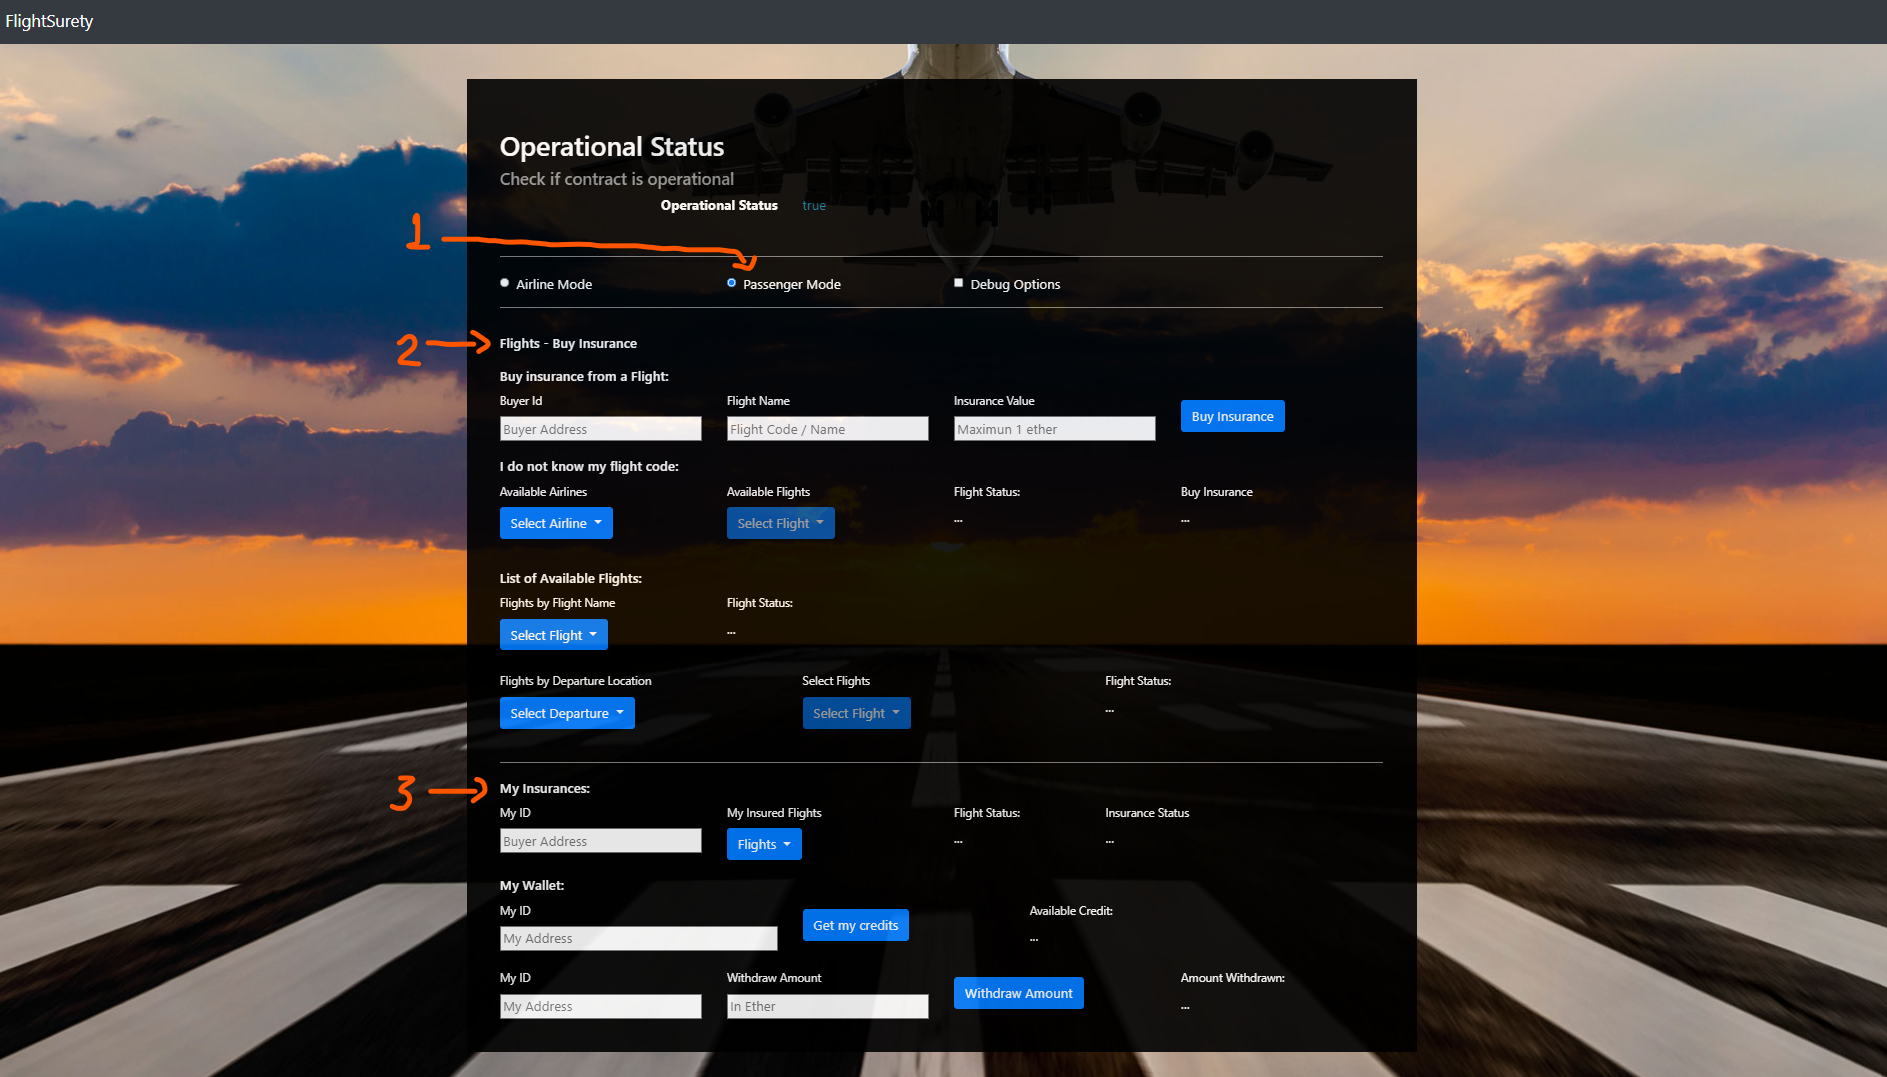 FlightSurety
Operational Status
Check if contract is operational
Operational Status true
1
Airline Mode Passenger Mode Debug Options
2
Flights - Buy Insurance
Buy insurance from a Flight:
Buyer Id Flight Name Insurance Value
Buyer Address Flight Code / Name Maximun 1 ether Buy Insurance
I do not know my flight code:
Available Airlines Available Flights Flight Status: Buy Insurance
Select Airline Select Flight ... ...
List of Available Flights:
Flights by Flight Name Flight Status:
Select Flight ...
Flights by Departure Location Select Flights Flight Status:
Select Departure Select Flight ...
3
My Insurances:
My ID My Insured Flights Flight Status: Insurance Status
Buyer Address Flights ... ...
My Wallet:
My ID Available Credit:
My Address Get my credits ...
My ID Withdraw Amount Amount Withdrawn:
My Address In Ether Withdraw Amount ...